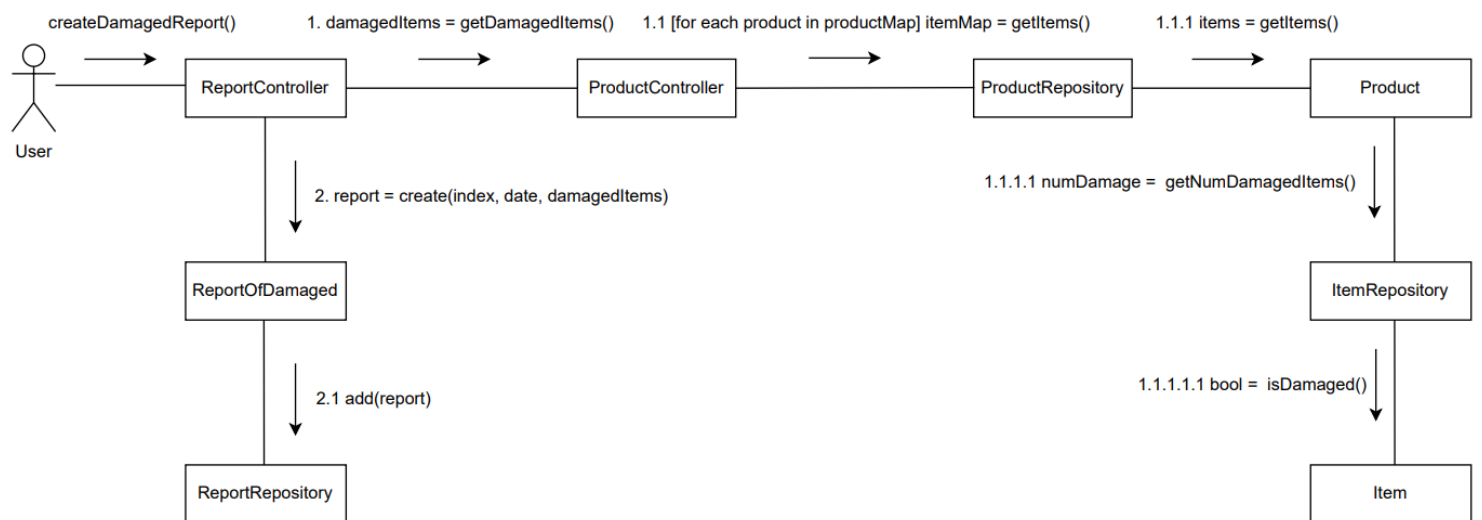 createDamagedReport()
1. damagedItems = getDamagedItems()
1.1 [for each product in productMap] itemMap = getItems()
1.1.1 items = getItems()
ReportController
ProductController
ProductRepository
Product
User
2. report = create(index, date, damagedItems)
1.1.1.1 numDamage =  getNumDamagedItems()
ReportOfDamaged
ItemRepository
2.1 add(report)
1.1.1.1.1 bool =  isDamaged()
ReportRepository
Item